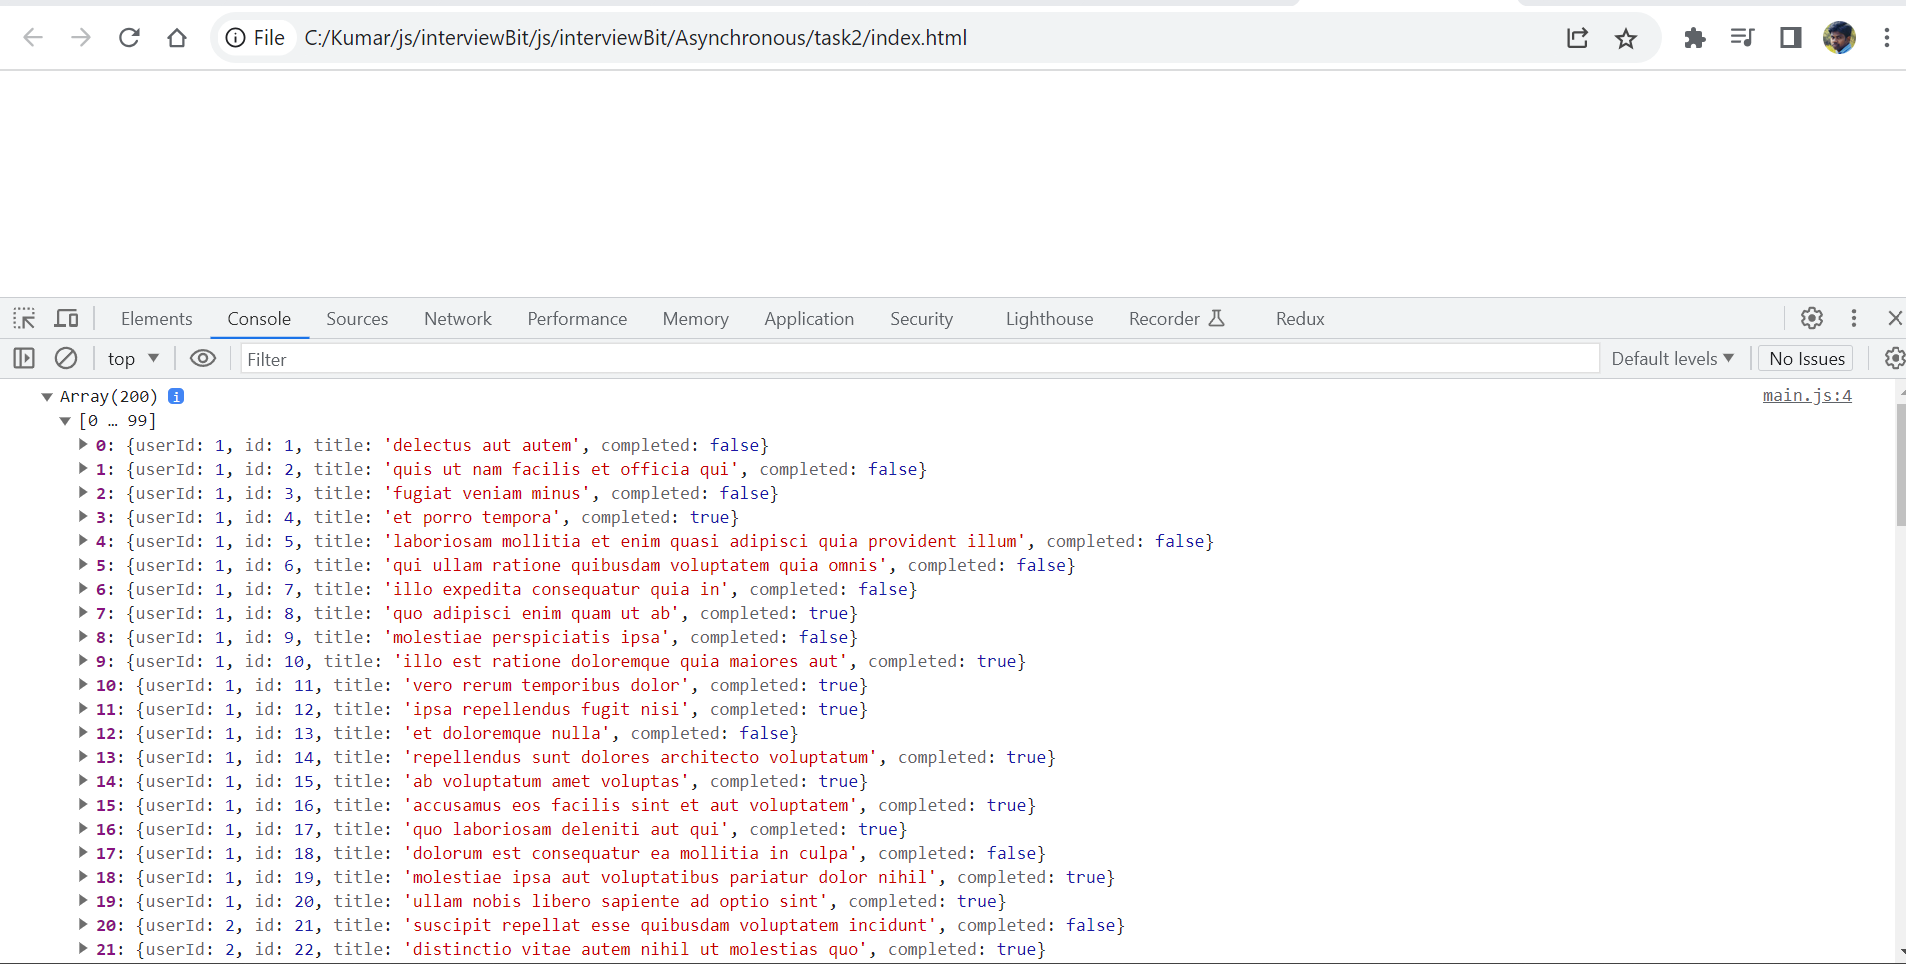 File C:/Kumar/js/interviewBit/js/interviewBit/Asynchronous/task2/index.html
Elements Console Sources Network Performance Memory Application Security Lighthouse Recorder Redux
top Filter Default levels No Issues
Array(200) i main.js:4
[0 … 99]
0: {userId: 1, id: 1, title: 'delectus aut autem', completed: false}
1: {userId: 1, id: 2, title: 'quis ut nam facilis et officia qui', completed: false}
2: {userId: 1, id: 3, title: 'fugiat veniam minus', completed: false}
3: {userId: 1, id: 4, title: 'et porro tempora', completed: true}
4: {userId: 1, id: 5, title: 'laboriosam mollitia et enim quasi adipisci quia provident illum', completed: false}
5: {userId: 1, id: 6, title: 'qui ullam ratione quibusdam voluptatem quia omnis', completed: false}
6: {userId: 1, id: 7, title: 'illo expedita consequatur quia in', completed: false}
7: {userId: 1, id: 8, title: 'quo adipisci enim quam ut ab', completed: true}
8: {userId: 1, id: 9, title: 'molestiae perspiciatis ipsa', completed: false}
9: {userId: 1, id: 10, title: 'illo est ratione doloremque quia maiores aut', completed: true}
10: {userId: 1, id: 11, title: 'vero rerum temporibus dolor', completed: true}
11: {userId: 1, id: 12, title: 'ipsa repellendus fugit nisi', completed: true}
12: {userId: 1, id: 13, title: 'et doloremque nulla', completed: false}
13: {userId: 1, id: 14, title: 'repellendus sunt dolores architecto voluptatum', completed: true}
14: {userId: 1, id: 15, title: 'ab voluptatum amet voluptas', completed: true}
15: {userId: 1, id: 16, title: 'accusamus eos facilis sint et aut voluptatem', completed: true}
16: {userId: 1, id: 17, title: 'quo laboriosam deleniti aut qui', completed: true}
17: {userId: 1, id: 18, title: 'dolorum est consequatur ea mollitia in culpa', completed: false}
18: {userId: 1, id: 19, title: 'molestiae ipsa aut voluptatibus pariatur dolor nihil', completed: true}
19: {userId: 1, id: 20, title: 'ullam nobis libero sapiente ad optio sint', completed: true}
20: {userId: 2, id: 21, title: 'suscipit repellat esse quibusdam voluptatem incidunt', completed: false}
21: {userId: 2, id: 22, title: 'distinctio vitae autem nihil ut molestias quo', completed: true}